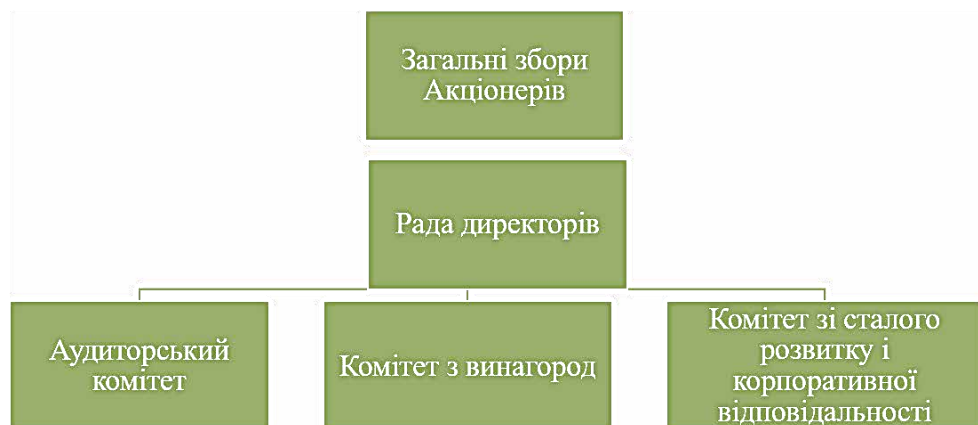 Загальні збори
Акціонерів
Рада директорів
Аудиторський
комітет
Комітет з винагород
Комітет зі сталого
розвитку і
корпоративної
відповідальності